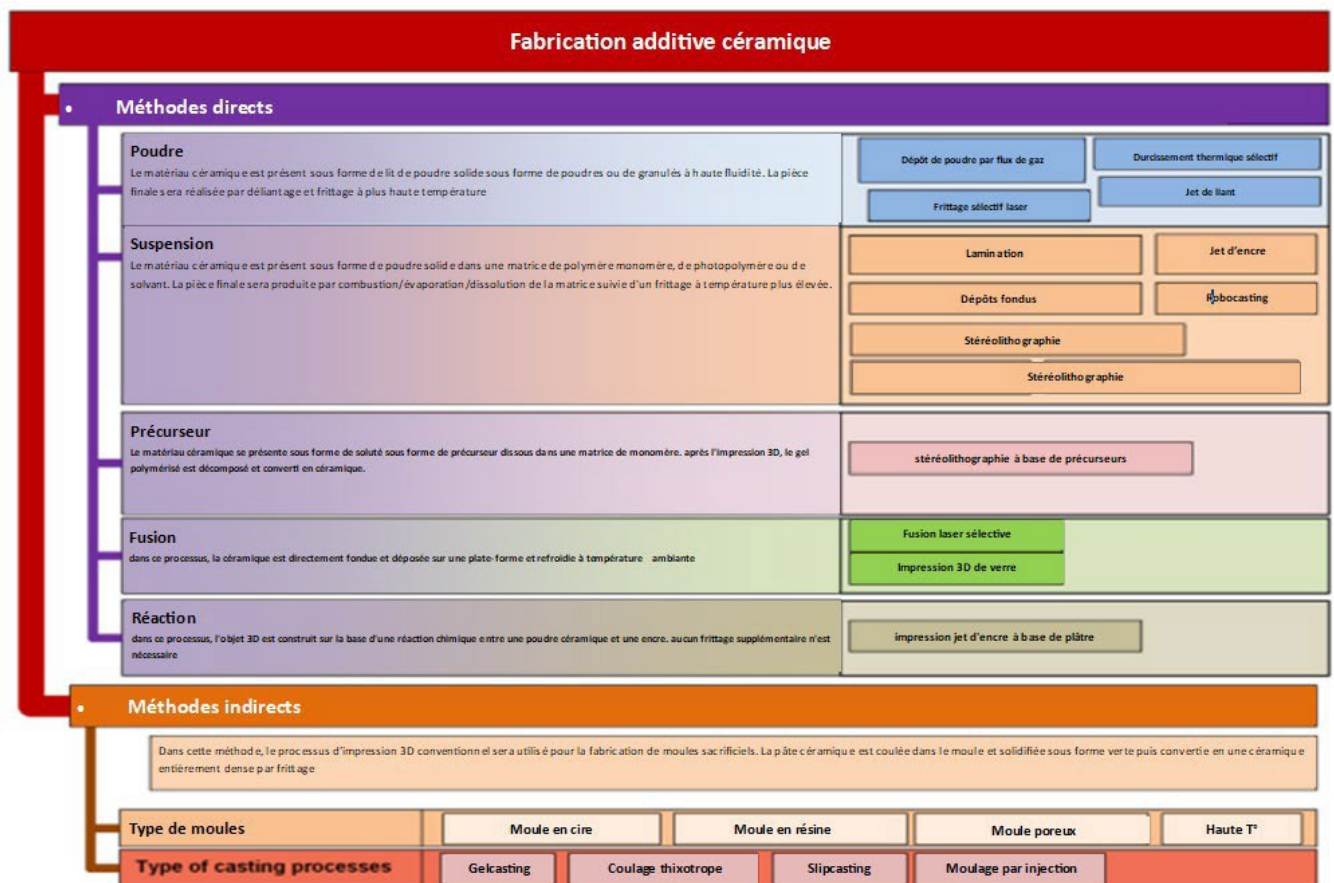 Fabrication additive céramique
• Méthodes directs
Poudre
Le matériau céramique est présent sous forme de lit de poudre solide sous forme de poudres ou de granulés à haute fluidité. La pièce
finale sera réalisée par déliantage et frittage à plus haute température
Dépôt de poudre par flux de gaz
Durcissement thermique sélectif
Frittage sélectif laser
Jet de liant
Suspension
Le matériau céramique est présent sous forme de poudre solide dans une matrice de polymère monomère, de photopolymère ou de
solvant. La pièce finale sera produite par combustion/évaporation/dissolution de la matrice suivie d'un frittage à température plus élevée.
Lamination
Jet d'encre
Dépôts fondus
Robocasting
Stéréolithographie
Stéréolithographie
Précurseur
Le matériau céramique se présente sous forme de soluté sous forme de précurseur dissous dans une matrice de monomère. après l'impression 3D, le gel
polymérisé est décomposé et converti en céramique.
stéréolithographie à base de précurseurs
Fusion
dans ce processus, la céramique est directement fondue et déposée sur une plate-forme et refroidie à température ambiante
Fusion laser sélective
Impression 3D de verre
Réaction
dans ce processus, l'objet 3D est construit sur la base d'une réaction chimique entre une poudre céramique et une encre. aucun frittage supplémentaire n'est
nécessaire
impression jet d'encre à base de plâtre
• Méthodes indirects
Dans cette méthode, le processus d'impression 3D conventionnel sera utilisé pour la fabrication de moules sacrificiels. La pâte céramique est coulée dans le moule et solidifiée sous forme verte puis convertie en une céramique
entièrement dense par frittage
Type de moules
Moule en cire
Moule en résine
Moule poreux
Haute T°
Type of casting processes
Gelcasting
Coulage thixotrope
Slipcasting
Moulage par injection